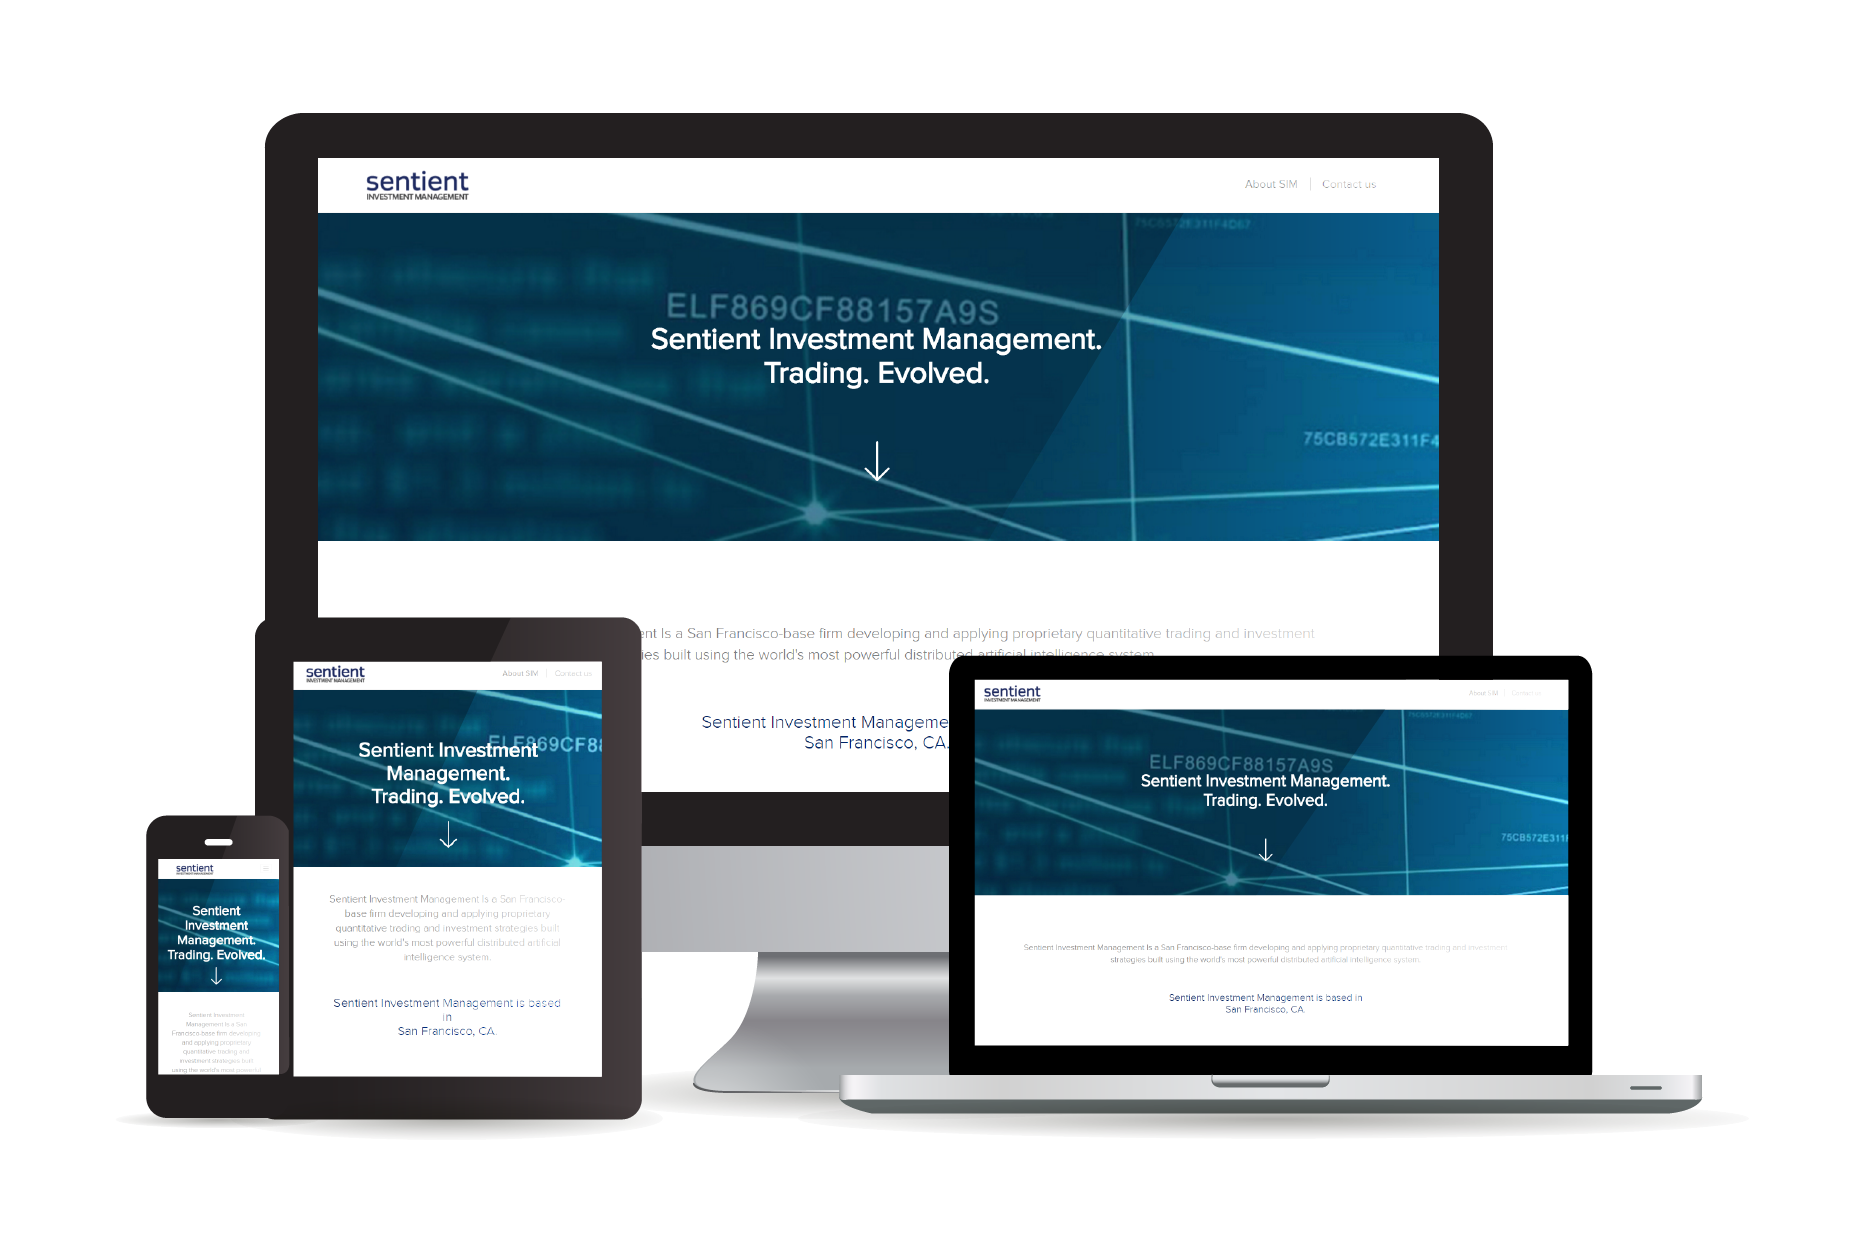 sentient
INVESTMENT MANAGEMENT
About SIM | Contact us
75CB572E311F4D67
ELF869CF88157A9S
Sentient Investment Management.
Trading. Evolved.
75CB572E311F4
ent Is a San Francisco-base firm developing and applying proprietary quantitative trading and investment
ies built using the world's most powerful distributed artificial intelligence system.
Sentient Investment Manageme
San Francisco, CA.
sentient
INVESTMENT MANAGEMENT
About SIM | Contact us
ELF869CF8
Sentient Investment
Management.
Trading. Evolved.
Sentient Investment Management Is a San Francisco-
base firm developing and applying proprietary
quantitative trading and investment strategies built
using the world's most powerful distributed artificial
intelligence system.
Sentient Investment Management is based
in
San Francisco, CA.
sentient
INVESTMENT MANAGEMENT
Sentient
Investment
Management.
Trading. Evolved.
Sentient Investment
Management Is a San
Francisco-base firm developing
and applying proprietary
quantitative trading and
investment strategies built
using the world's most powerful
sentient
INVESTMENT MANAGEMENT
About SIM | Contact us
75CB572E311F4D67
ELF869CF88157A9S
Sentient Investment Management.
Trading. Evolved.
75CB572E311
Sentient Investment Management Is a San Francisco-base firm developing and applying proprietary quantitative trading and investment
strategies built using the world's most powerful distributed artificial intelligence system.
Sentient Investment Management is based in
San Francisco, CA.